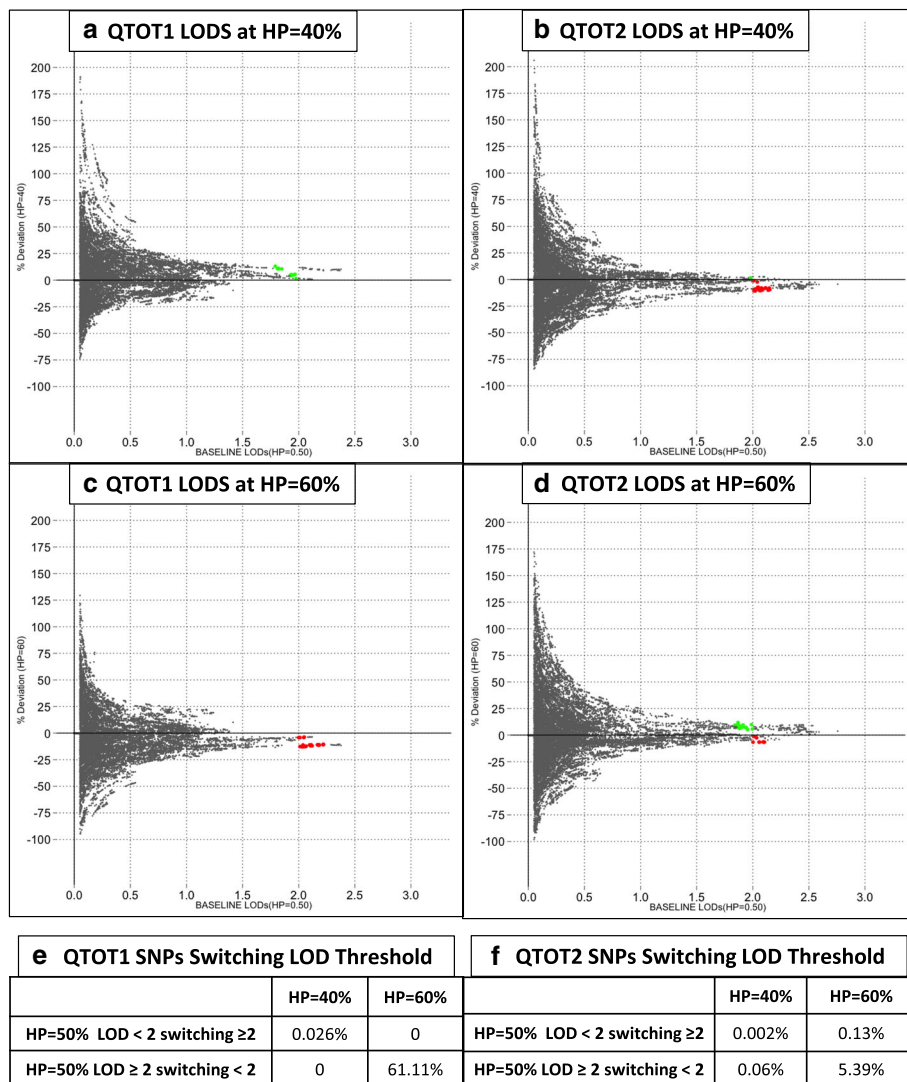 a QTOT1 LODS at HP=40%
% Deviation (HP=40)
200
175
150
125
100
75
50
25
0
-25
-50
-75
-100
0.0 0.5 1.0 1.5 2.0 2.5 3.0
BASELINE LODs(HP=0.50)
b QTOT2 LODS at HP=40%
% Deviation (HP=40)
200
175
150
125
100
75
50
25
0
-25
-50
-75
-100
0.0 0.5 1.0 1.5 2.0 2.5 3.0
BASELINE LODs(HP=0.50)
c QTOT1 LODS at HP=60%
% Deviation (HP=60)
200
175
150
125
100
75
50
25
0
-25
-50
-75
-100
0.0 0.5 1.0 1.5 2.0 2.5 3.0
BASELINE LODs(HP=0.50)
d QTOT2 LODS at HP=60%
% Deviation (HP=60)
200
175
150
125
100
75
50
25
0
-25
-50
-75
-100
0.0 0.5 1.0 1.5 2.0 2.5 3.0
BASELINE LODs(HP=0.50)
e QTOT1 SNPs Switching LOD Threshold
HP=40% HP=60%
HP=50% LOD < 2 switching ≥2 0.026% 0
HP=50% LOD ≥ 2 switching < 2 0 61.11%
f QTOT2 SNPs Switching LOD Threshold
HP=40% HP=60%
HP=50% LOD < 2 switching ≥2 0.002% 0.13%
HP=50% LOD ≥ 2 switching < 2 0.06% 5.39%